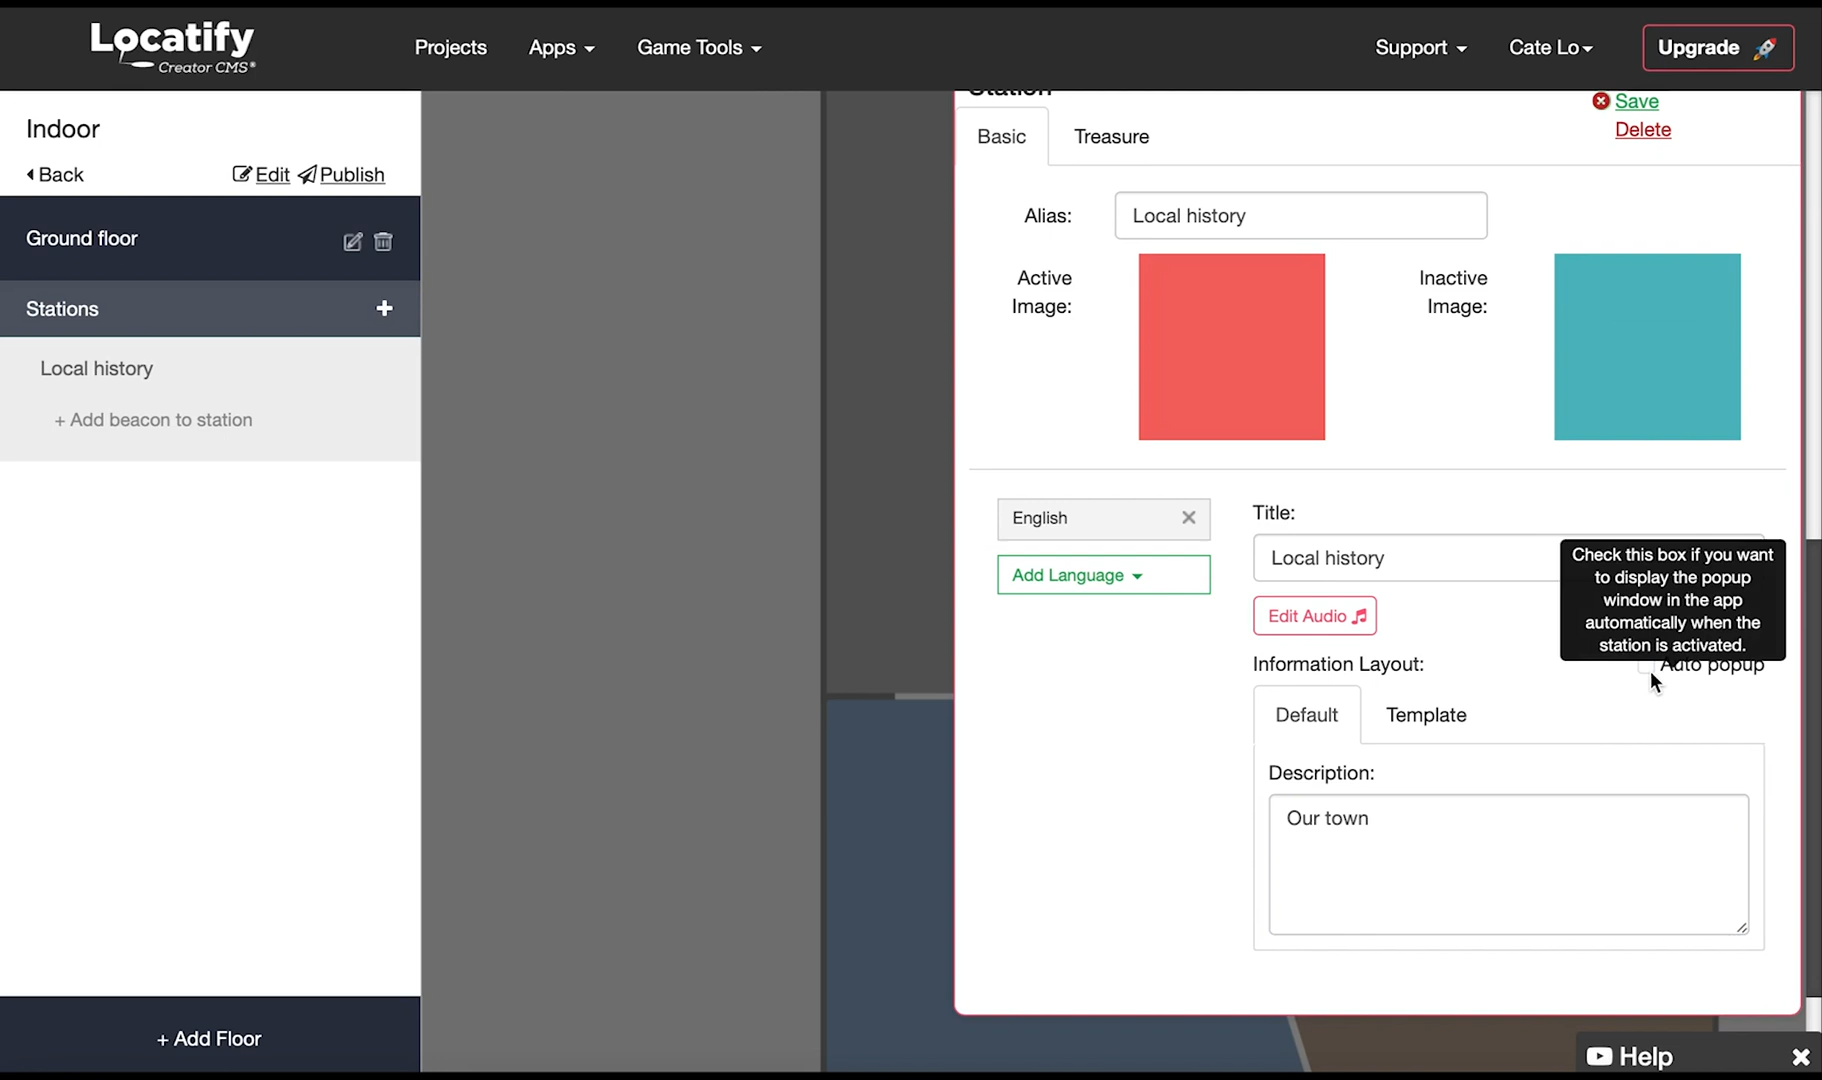 Locatify
Creator CMS®
Projects
Apps
Game Tools
Support
Cate Lo
Upgrade
Indoor
Back
Edit
Publish
Ground floor
Stations
+
Local history
+ Add beacon to station
+ Add Floor
Station
Save
Delete
Basic
Treasure
Alias:
Local history
Active
Image:
Inactive
Image:
English
Add Language
Title:
Local history
Edit Audio
Check this box if you want
to display the popup
window in the app
automatically when the
station is activated.
Information Layout:
Auto popup
Default
Template
Description:
Our town
Help